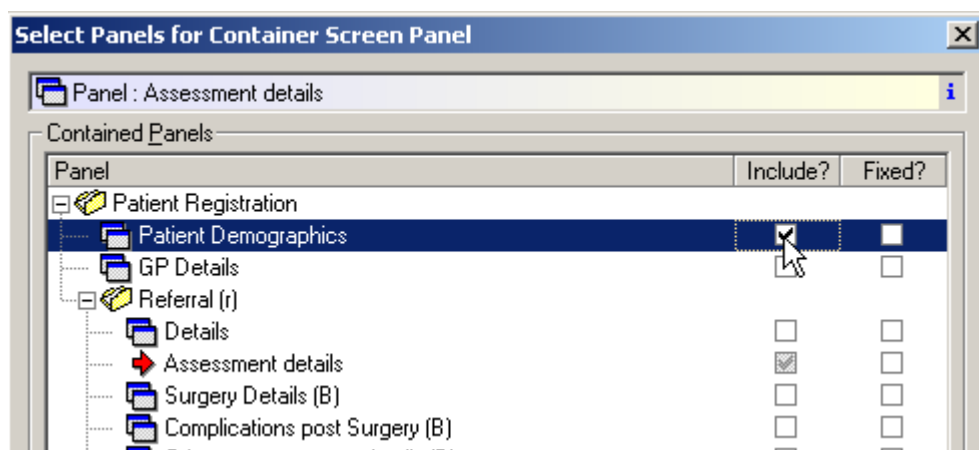 Select Panels for Container Screen Panel
Panel : Assessment details
Contained Panels
Panel Include? Fixed?
Patient Registration
Patient Demographics
GP Details
Referral (r)
Details
Assessment details
Surgery Details (B)
Complications post Surgery (B)